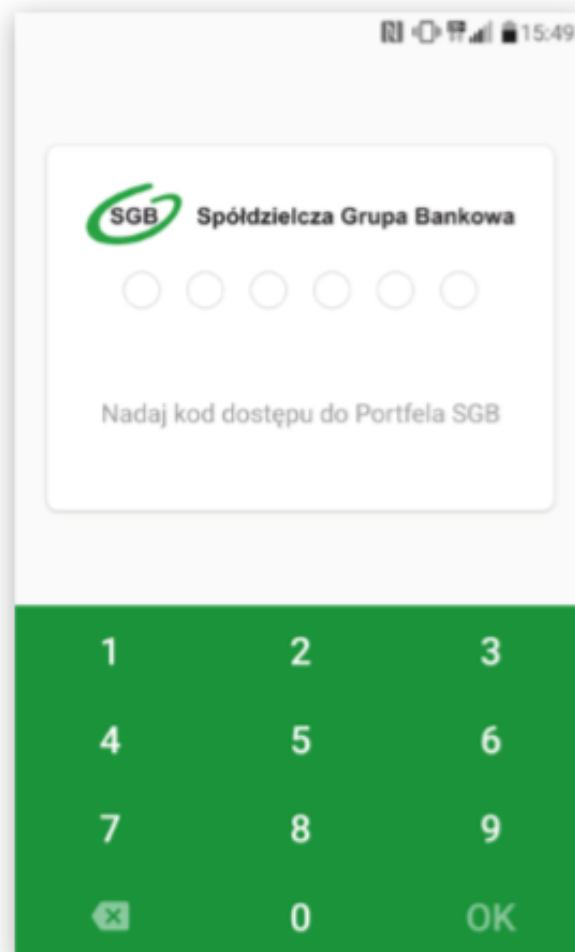 15:49
SGB Spółdzielcza Grupa Bankowa
Nadaj kod dostępu do Portfela SGB
1 2 3
4 5 6
7 8 9
0 OK